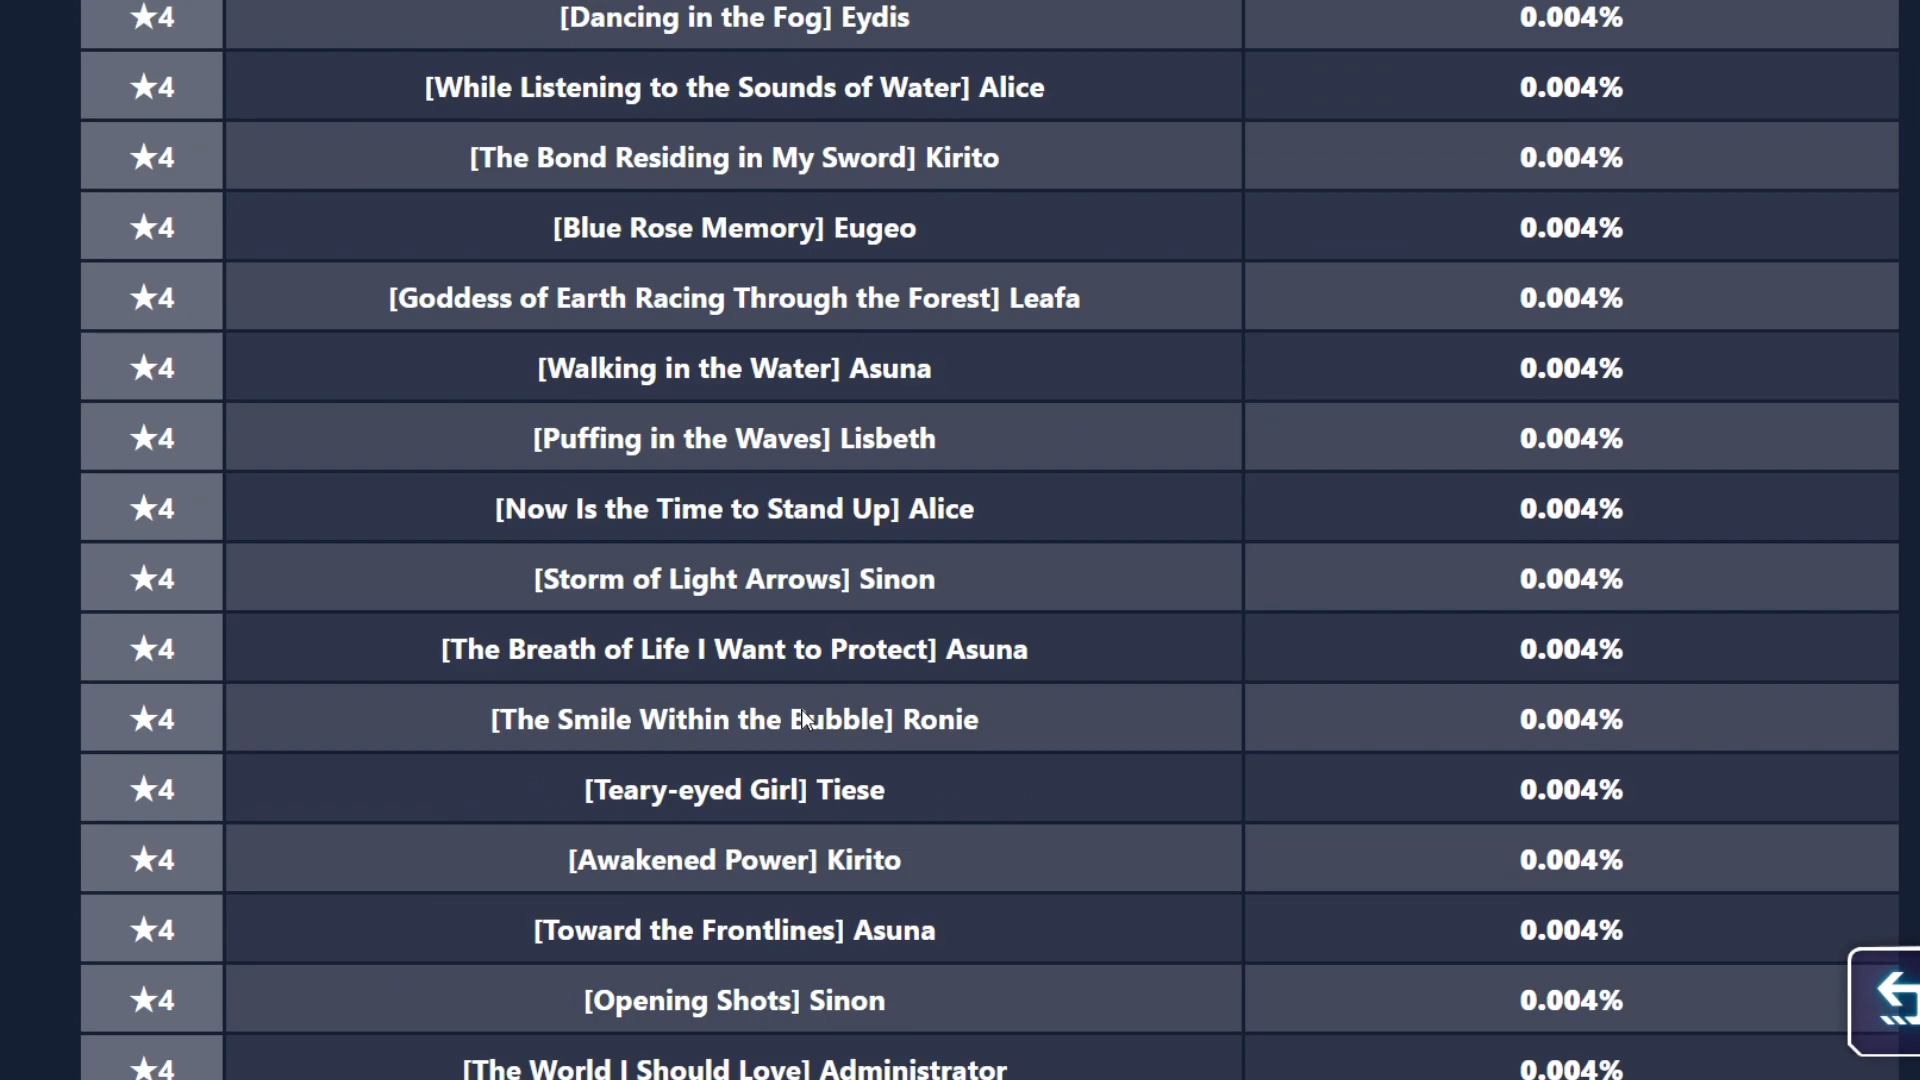 ★4 [Dancing in the Fog] Eydis 0.004%
★4 [While Listening to the Sounds of Water] Alice 0.004%
★4 [The Bond Residing in My Sword] Kirito 0.004%
★4 [Blue Rose Memory] Eugeo 0.004%
★4 [Goddess of Earth Racing Through the Forest] Leafa 0.004%
★4 [Walking in the Water] Asuna 0.004%
★4 [Puffing in the Waves] Lisbeth 0.004%
★4 [Now Is the Time to Stand Up] Alice 0.004%
★4 [Storm of Light Arrows] Sinon 0.004%
★4 [The Breath of Life I Want to Protect] Asuna 0.004%
★4 [The Smile Within the Bubble] Ronie 0.004%
★4 [Teary-eyed Girl] Tiese 0.004%
★4 [Awakened Power] Kirito 0.004%
★4 [Toward the Frontlines] Asuna 0.004%
★4 [Opening Shots] Sinon 0.004%
★4 [The World I Should Love] Administrator 0.004%